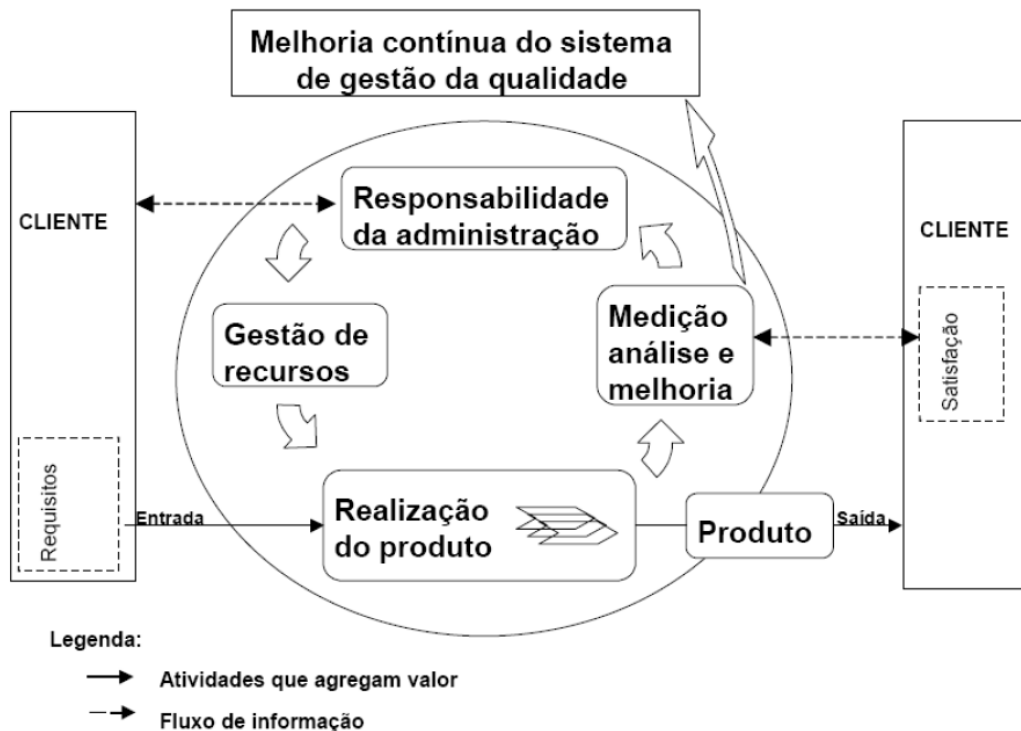 Melhoria contínua do sistema
de gestão da qualidade
CLIENTE
Requisitos
Responsabilidade
da administração
Gestão de
recursos
Medição
análise e
melhoria
Entrada
Realização
do produto
Produto
Saída
CLIENTE
Satisfação
Legenda:
Atividades que agregam valor
Fluxo de informação